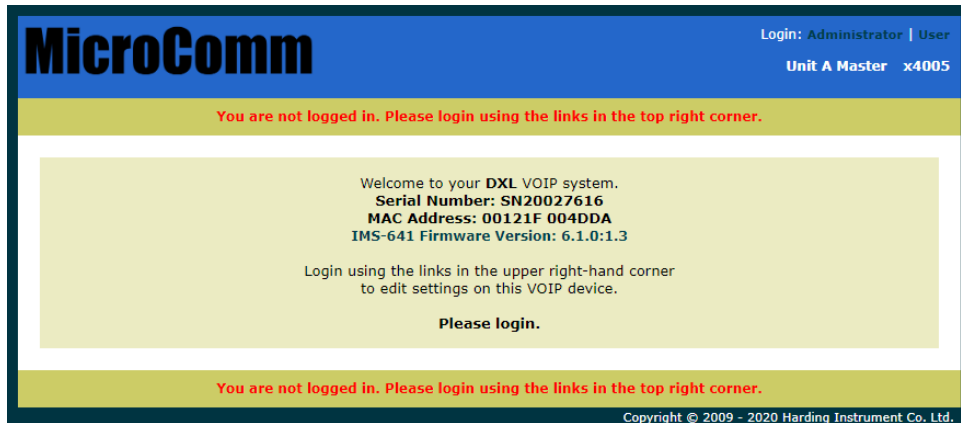 MicroComm
Login: Administrator | User
Unit A Master x4005
You are not logged in. Please login using the links in the top right corner.
Welcome to your DXL VOIP system.
Serial Number: SN20027616
MAC Address: 00121F 004DDA
IMS-641 Firmware Version: 6.1.0:1.3
Login using the links in the upper right-hand corner
to edit settings on this VOIP device.
Please login.
You are not logged in. Please login using the links in the top right corner.
Copyright © 2009 - 2020 Harding Instrument Co. Ltd.